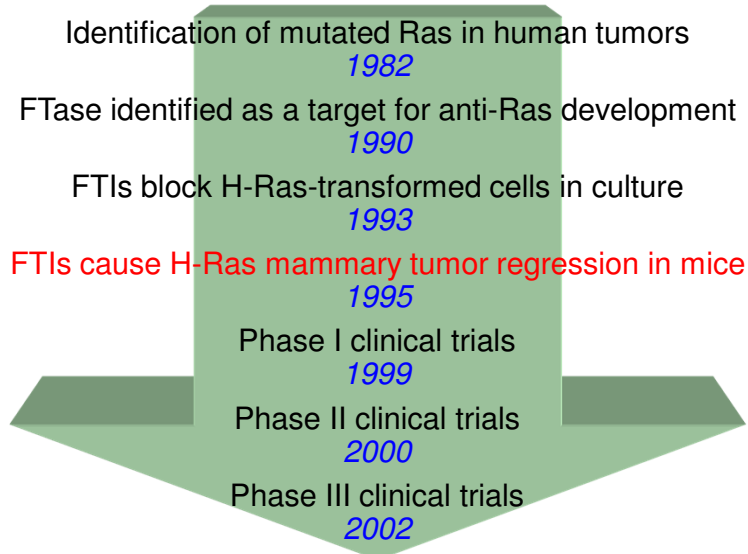 Identification of mutated Ras in human tumors
1982
FTase identified as a target for anti-Ras development
1990
FTIs block H-Ras-transformed cells in culture
1993
FTIs cause H-Ras mammary tumor regression in mice
1995
Phase I clinical trials
1999
Phase II clinical trials
2000
Phase III clinical trials
2002